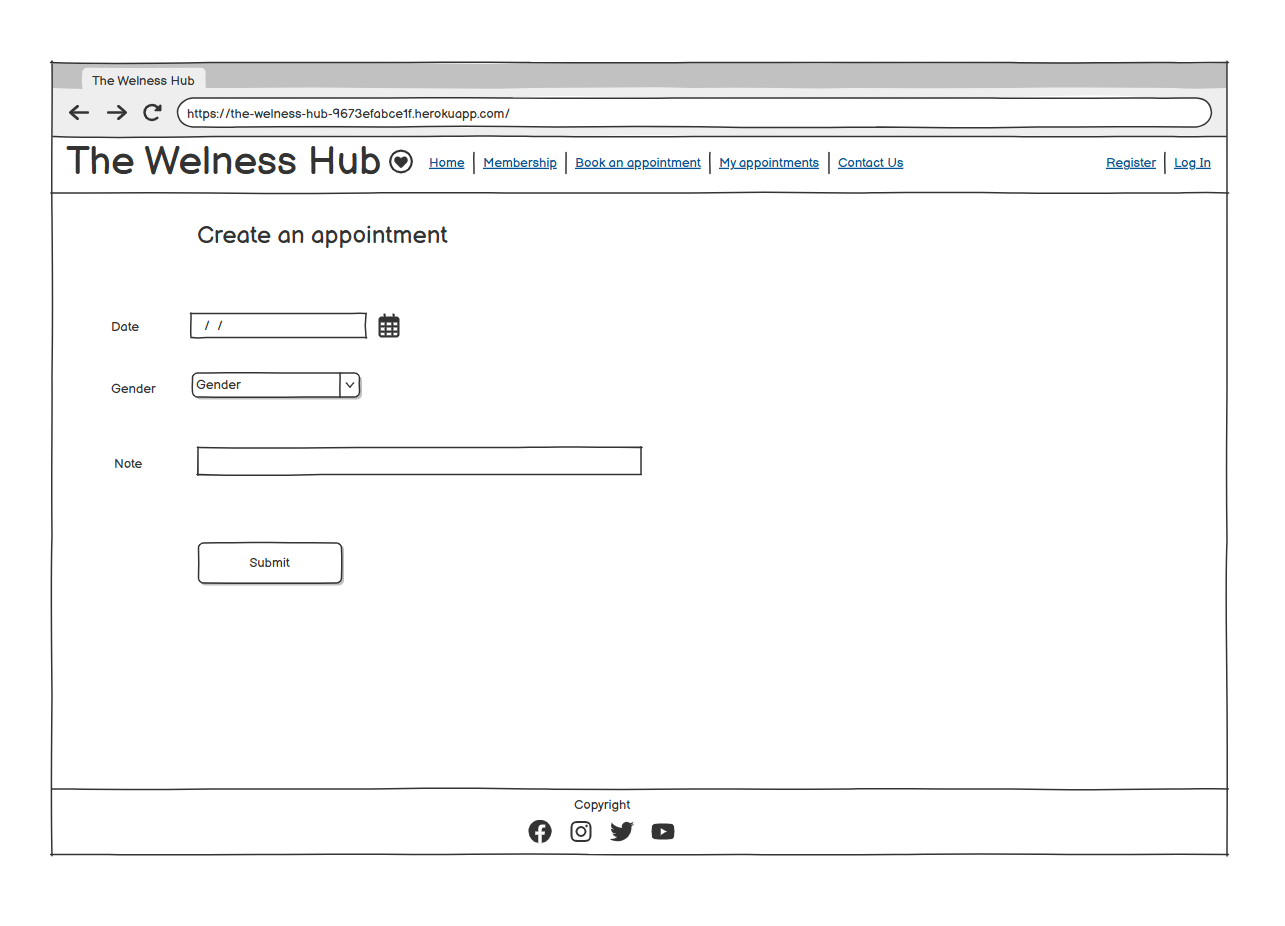 The Welness Hub
https://the-welness-hub-9673efabce1f.herokuapp.com/
The Welness Hub Home Membership Book an appointment My appointments Contact Us Register Log In
Create an appointment
Date / /
Gender Gender
Note
Submit
Copyright